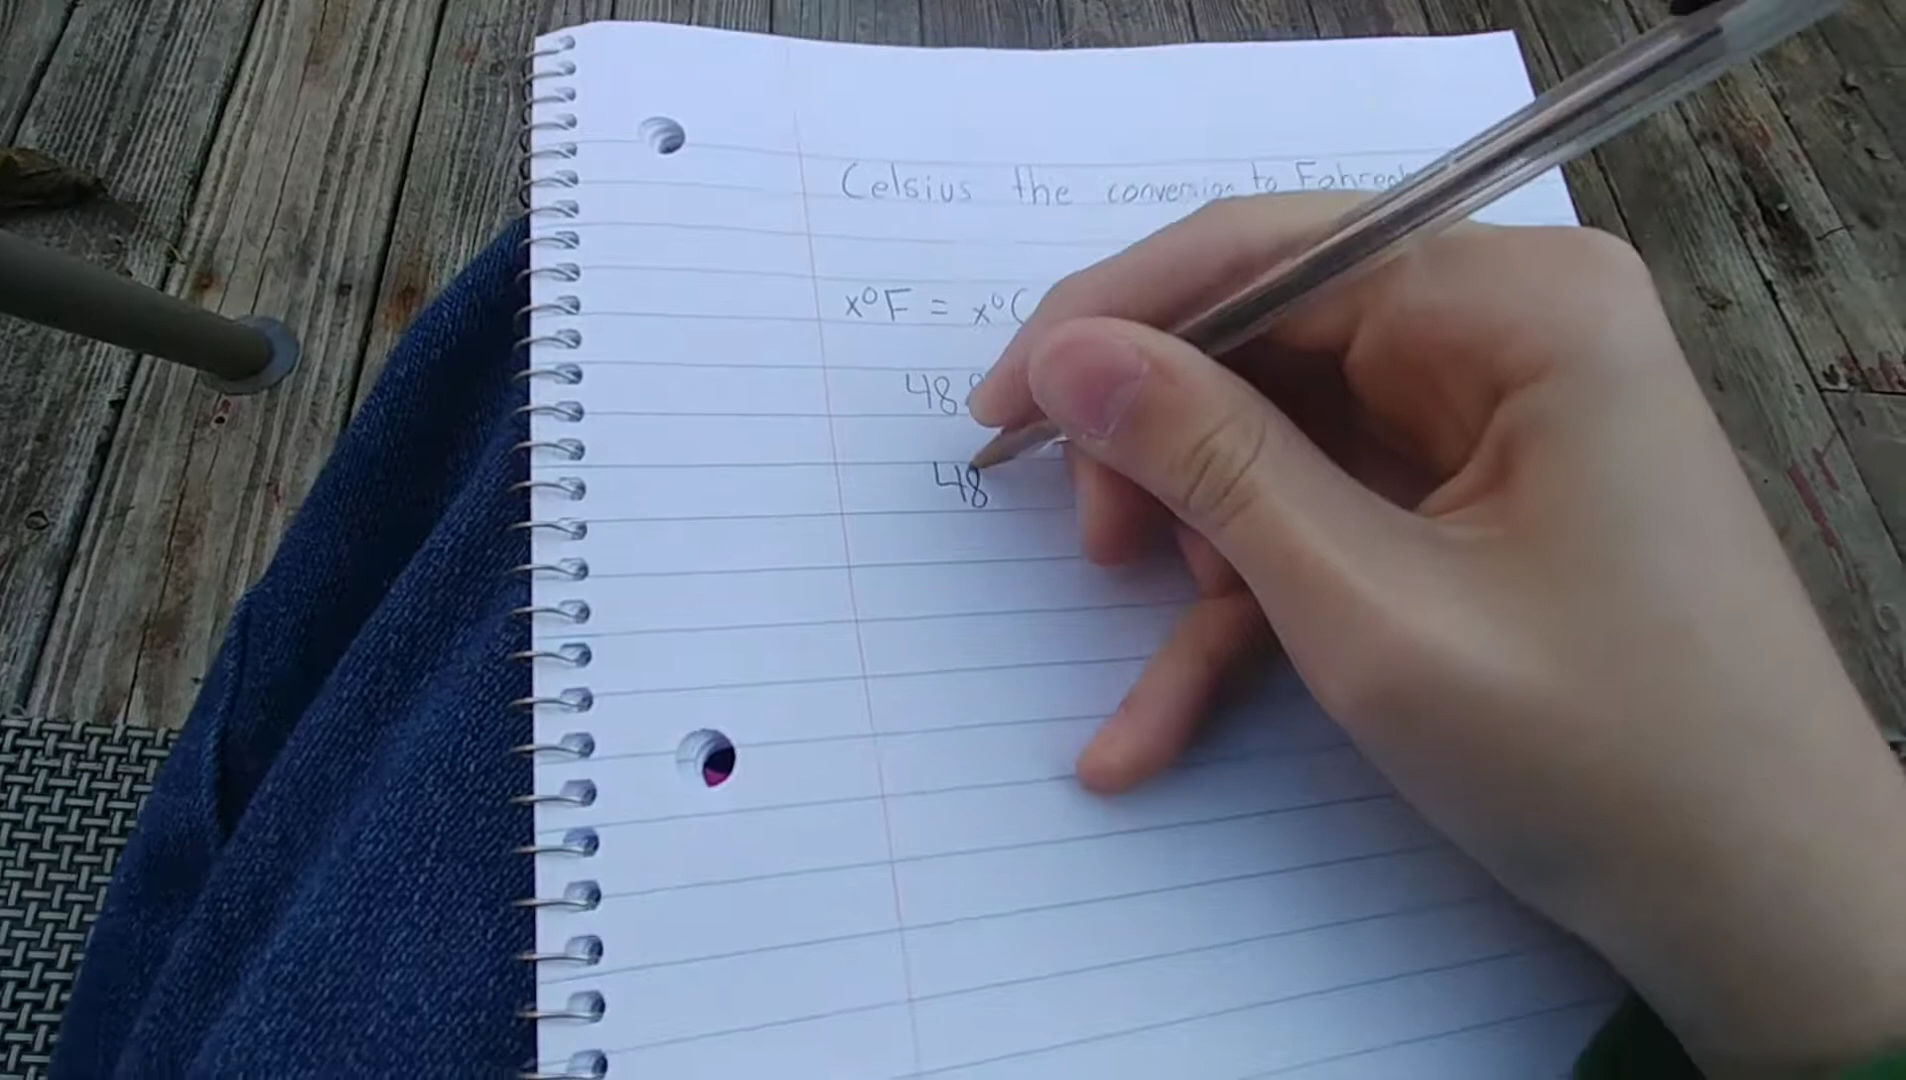 Celsius the conversion to
x°F = x°C
48
48